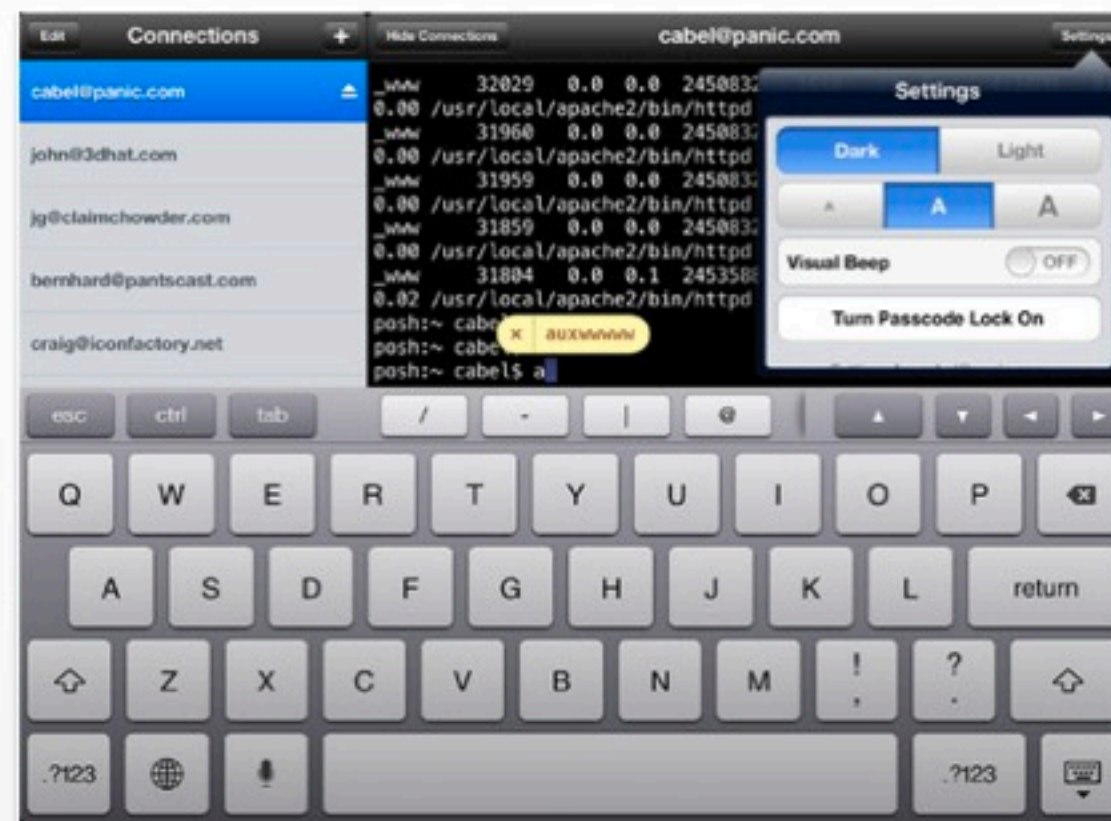 Edit Connections + Hide Connections cabel@panic.com Settings
cabel@panic.com
john@3dhat.com
jg@claimchowder.com
bernhard@pantscast.com
craig@iconfactory.net
_www 32029 0.0 0.0 2450832
0.00 /usr/local/apache2/bin/httpd
_www 31960 0.0 0.0 2450832
0.00 /usr/local/apache2/bin/httpd
_www 31959 0.0 0.0 2450832
0.00 /usr/local/apache2/bin/httpd
_www 31859 0.0 0.0 2450832
0.00 /usr/local/apache2/bin/httpd
_www 31804 0.0 0.1 2453588
0.02 /usr/local/apache2/bin/httpd
posh:~ cabe
posh:~ cabe
posh:~ cabel$ a
× auxwwwww
Settings
Dark Light
A A A
Visual Beep OFF
Turn Passcode Lock On
esc ctrl tab / - | @
Q W E R T Y U I O P
A S D F G H J K L return
Z X C V B N M ! , ? .
.?123 .?123